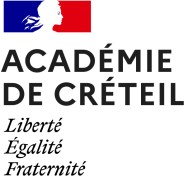 ACADÉMIE
DE CRÉTEIL
Liberté
Égalité
Fraternité